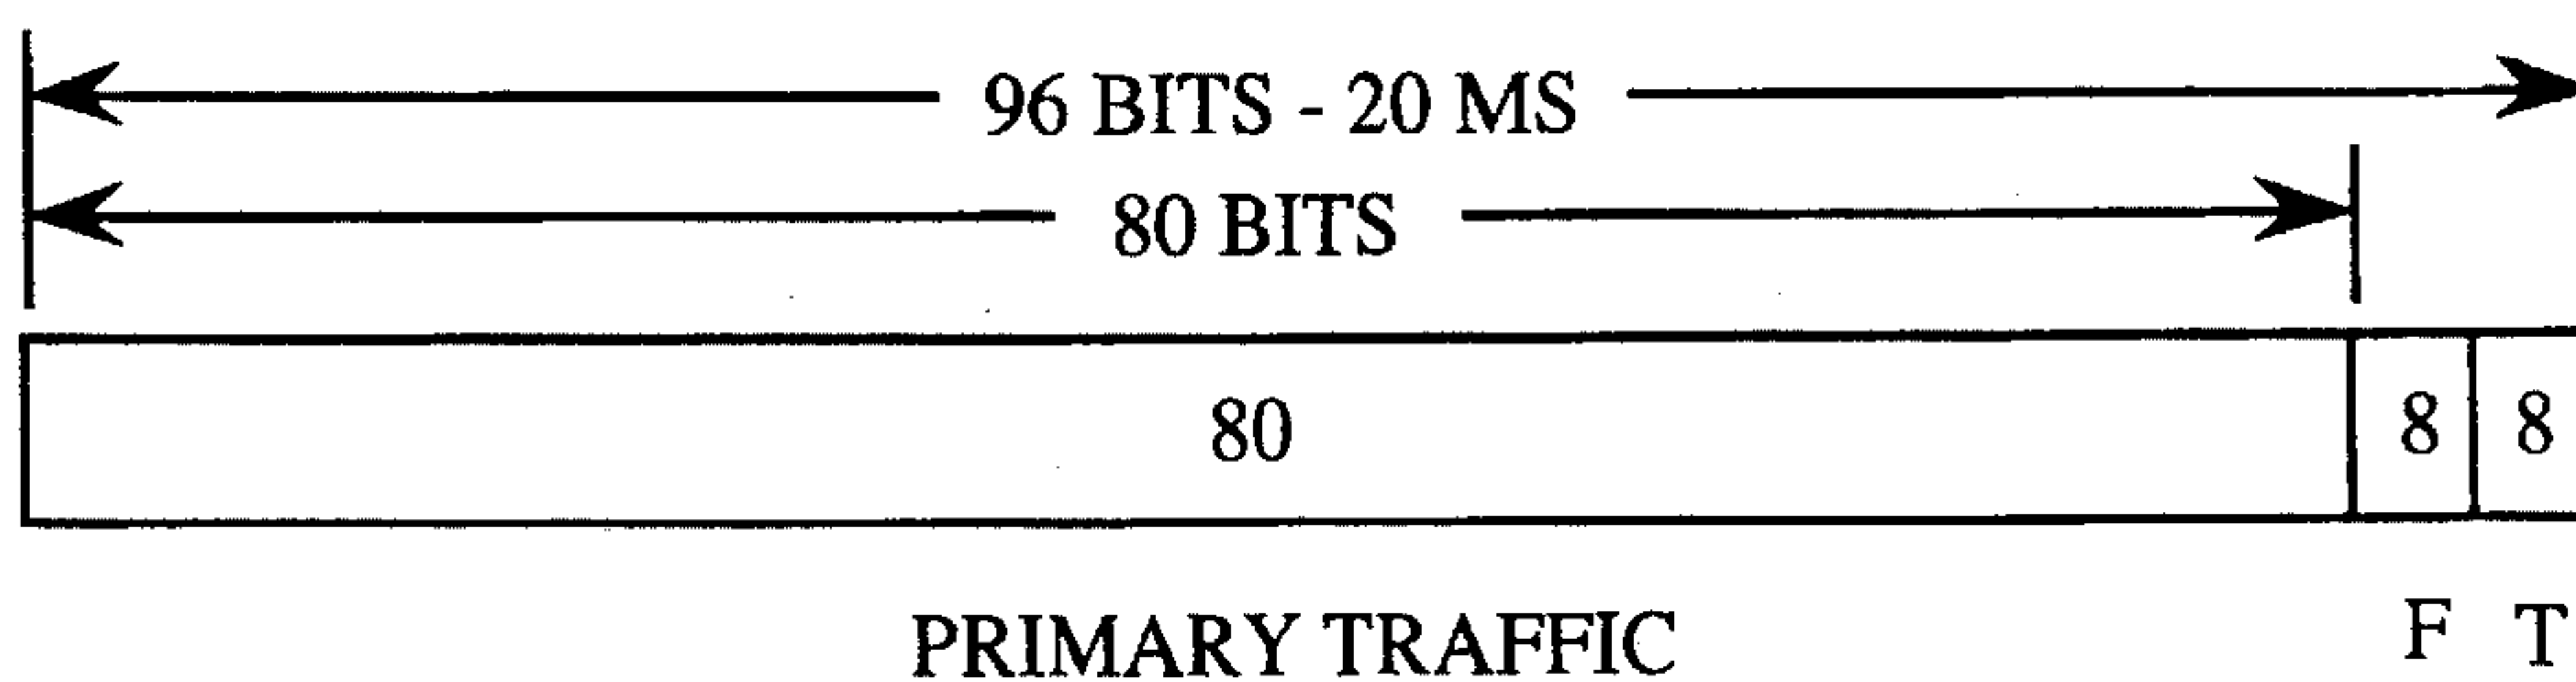 96 BITS - 20 MS
80 BITS
80 8 8
PRIMARY TRAFFIC F T